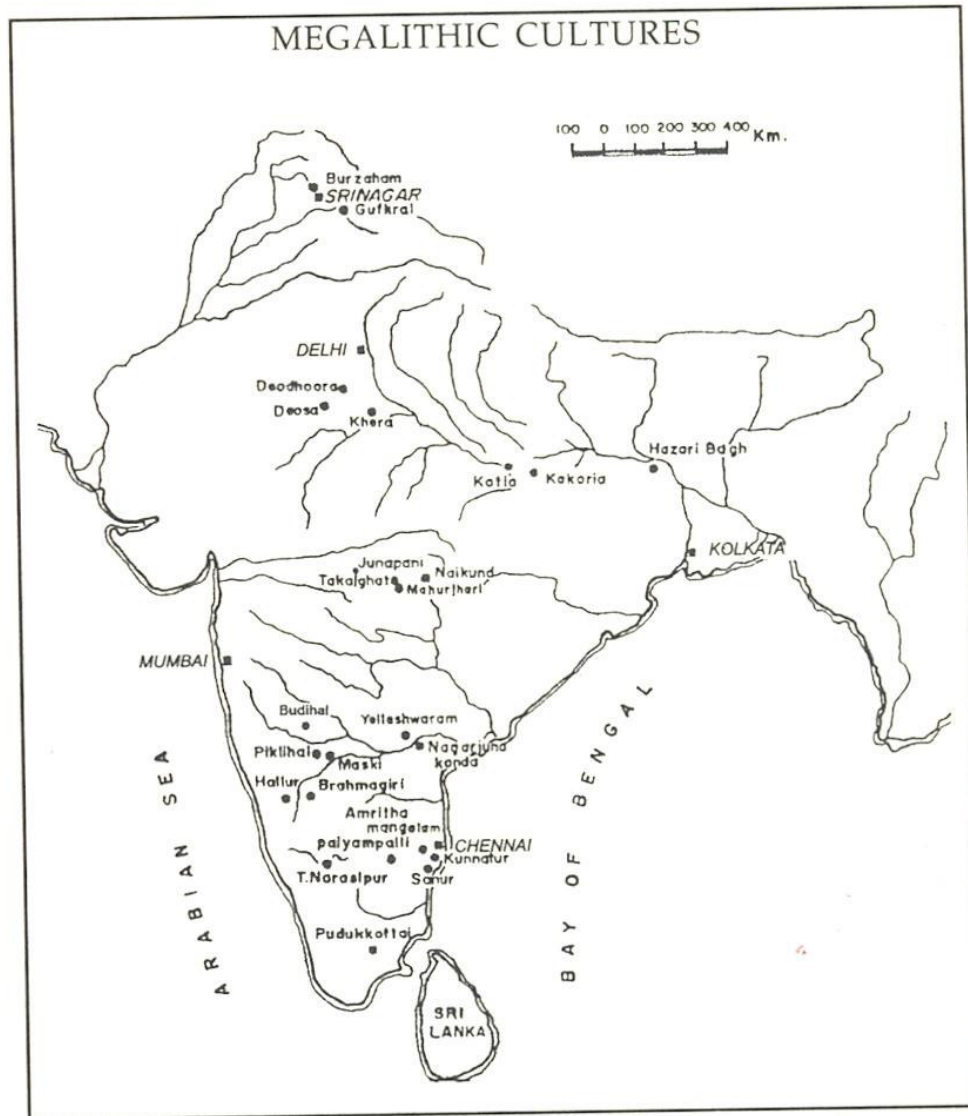 MEGALITHIC CULTURES
100 0 100 200 300 400 Km.
Burzaham
SRINAGAR
Gufkral
DELHI
Deodhoora
Deosa
Khera
Hazari Bagh
Katia
Kakoria
KOLKATA
Junapani
Takalghat
Naikund
Mahurjhari
MUMBAI
Budihal
Yelleshwaram
Piklihal
Maski
Nagarjuna
konda
Hallur
Brahmagiri
Amritha
mangalam
paiyampalli
CHENNAI
Kunnatur
T.Narasipur
Sanur
Pudukkottai
ARABIAN SEA
BAY OF BENGAL
SRI
LANKA